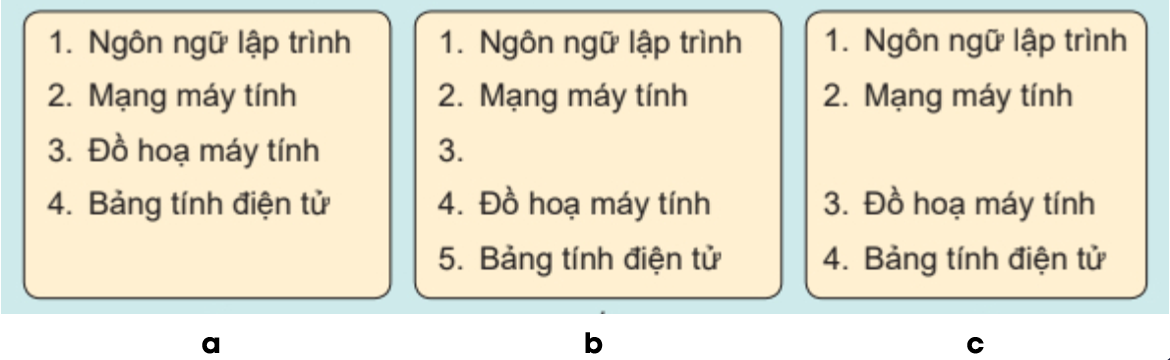 1. Ngôn ngữ lập trình
2. Mạng máy tính
3. Đồ hoạ máy tính
4. Bảng tính điện tử
a
1. Ngôn ngữ lập trình
2. Mạng máy tính
3.
4. Đồ hoạ máy tính
5. Bảng tính điện tử
b
1. Ngôn ngữ lập trình
2. Mạng máy tính
3. Đồ hoạ máy tính
4. Bảng tính điện tử
c